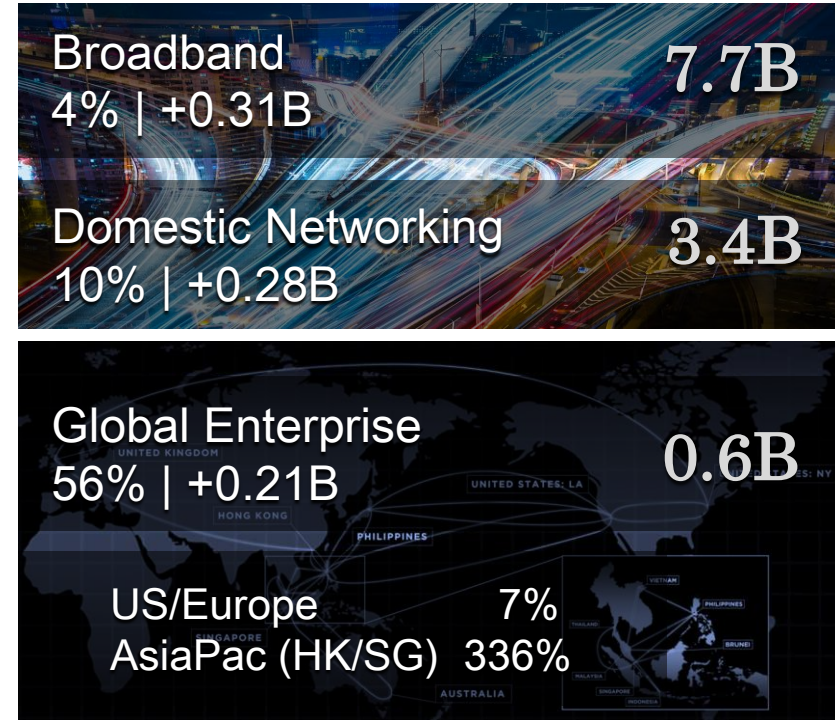 Broadband
4% | +0.31B
7.7B
Domestic Networking
10% | +0.28B
3.4B
Global Enterprise
56% | +0.21B
0.6B
UNITED KINGDOM
UNITED STATES: LA
ES: NY
HONG KONG
PHILIPPINES
US/Europe 7%
AsiaPac (HK/SG) 336%
SINGAPORE
AUSTRALIA
VIETNAM
PHILIPPINES
THAILAND
BRUNEI
MALAYSIA
SINGAPORE
INDONESIA